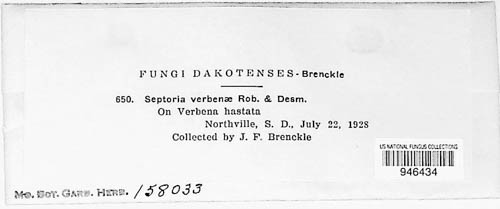 FUNGI DAKOTENSES - Brenckle
650. Septoria verbenæ Rob. & Desm.
On Verbena hastata
Northville, S. D., July 22, 1928
Collected by J. F. Brenckle
US NATIONAL FUNGUS COLLECTIONS
946434
MO. BOT. GARD. HERB. 158033